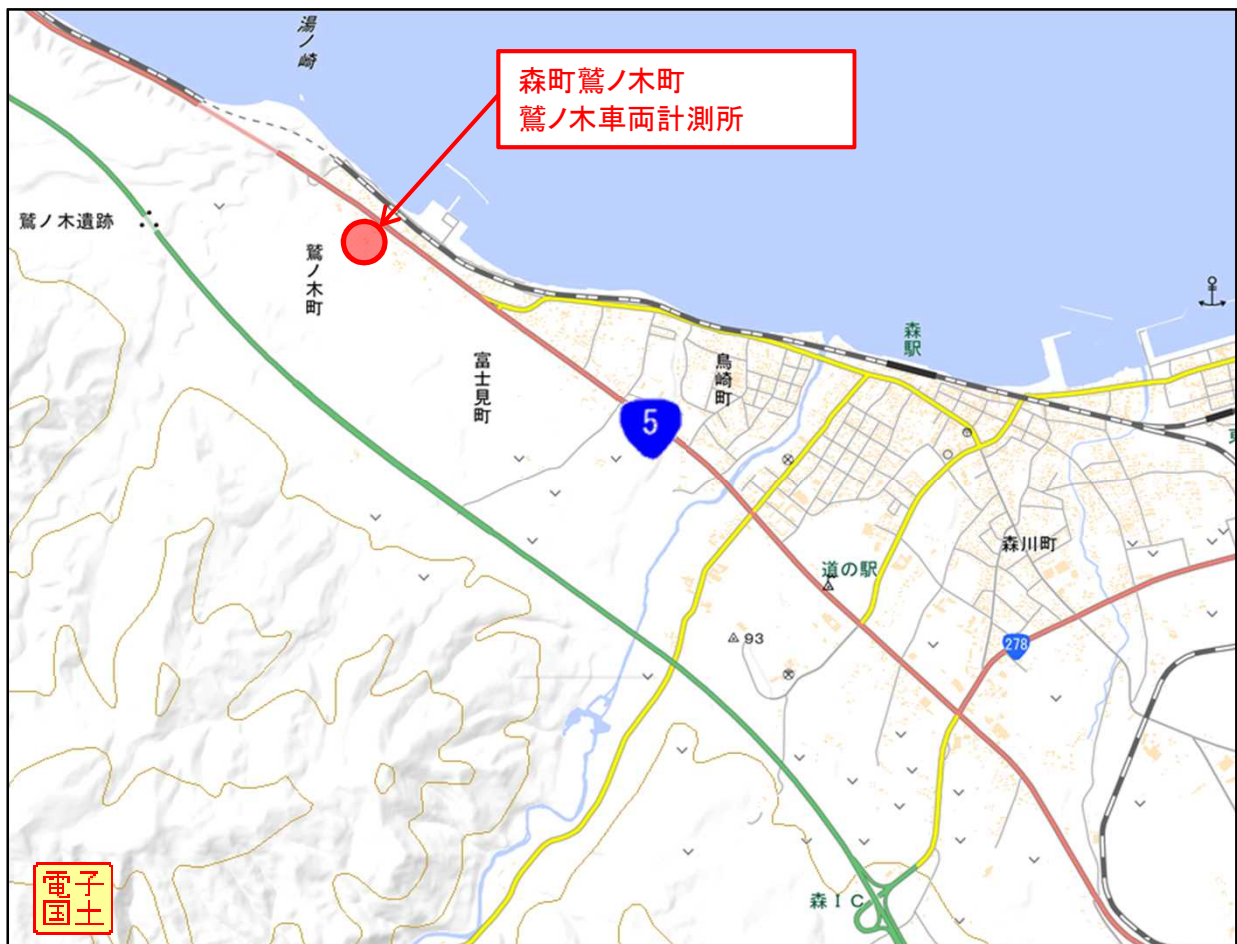 湯ノ崎
森町鷲ノ木町
鷲ノ木車両計測所
鷲ノ木遺跡
鷲ノ木町
富士見町
鳥崎町
森駅
5
森川町
道の駅
93
278
森IC
電子
国土